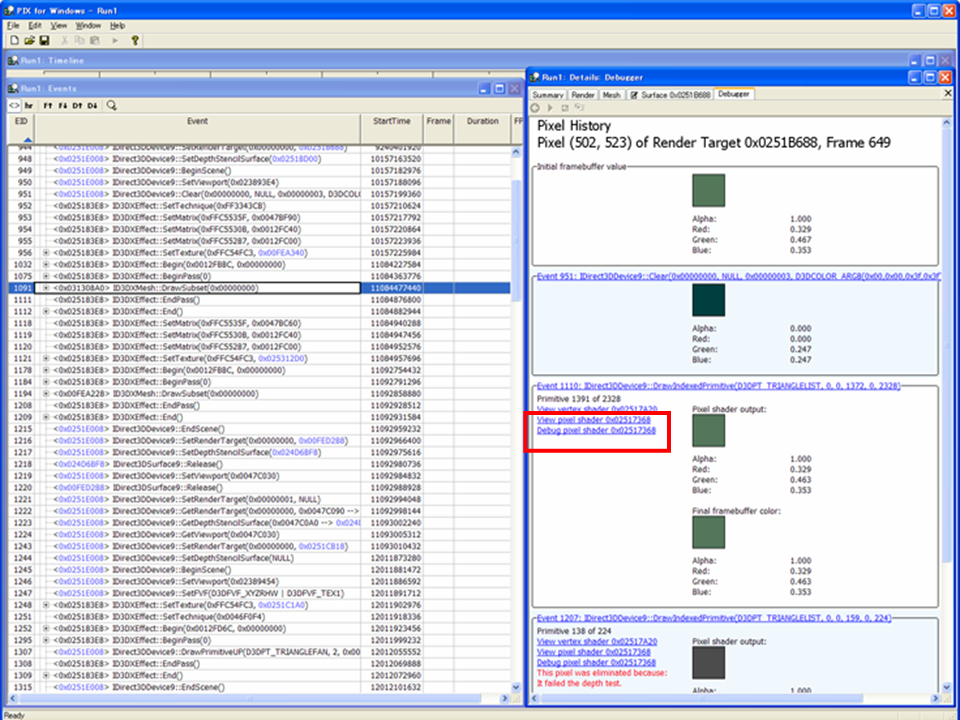 PIX for Windows - Run1
File Edit View Window Help
Run1: Timeline
Run1: Events
EID Event StartTime Frame Duration
948 <0x0251E008> IDirect3DDevice9::SetDepthStencilSurface(0x0251BD00) 10157163520
949 <0x0251E008> IDirect3DDevice9::BeginScene() 10157182976
950 <0x0251E008> IDirect3DDevice9::SetViewport(0x023893E4) 10157188096
951 <0x0251E008> IDirect3DDevice9::Clear(0x00000000, NULL, 0x00000003, D3DCOL( 10157199360
952 <0x025183E8> ID3DXEffect::SetTechnique(0xFF3343CB) 10157210624
953 <0x025183E8> ID3DXEffect::SetMatrix(0xFFC5535F, 0x0047BF90) 10157217792
954 <0x025183E8> ID3DXEffect::SetMatrix(0xFFC5530B, 0x0012FC40) 10157220864
955 <0x025183E8> ID3DXEffect::SetMatrix(0xFFC552B7, 0x0012FC00) 10157223936
956 <0x025183E8> ID3DXEffect::SetTexture(0xFFC54FC3, 0x00FEA340) 10157225984
1032 <0x025183E8> ID3DXEffect::Begin(0x0012FBBC, 0x00000000) 11084227584
1075 <0x025183E8> ID3DXEffect::BeginPass(0) 11084363776
1091 <0x031308A0> ID3DXMesh::DrawSubset(0x00000000) 11084477440
1111 <0x025183E8> ID3DXEffect::EndPass() 11084876800
1112 <0x025183E8> ID3DXEffect::End() 11084882944
1118 <0x025183E8> ID3DXEffect::SetMatrix(0xFFC5535F, 0x0047BC60) 11084940288
1119 <0x025183E8> ID3DXEffect::SetMatrix(0xFFC5530B, 0x0012FC40) 11084947456
1120 <0x025183E8> ID3DXEffect::SetMatrix(0xFFC552B7, 0x0012FC00) 11084952576
1121 <0x025183E8> ID3DXEffect::SetTexture(0xFFC54FC3, 0x025312D0) 11084957696
1178 <0x025183E8> ID3DXEffect::Begin(0x0012FBBC, 0x00000000) 11092754432
1184 <0x025183E8> ID3DXEffect::BeginPass(0) 11092791296
1194 <0x00FEA228> ID3DXMesh::DrawSubset(0x00000000) 11092858880
1208 <0x025183E8> ID3DXEffect::EndPass() 11092928512
1209 <0x025183E8> ID3DXEffect::End() 11092931584
1215 <0x0251E008> IDirect3DDevice9::EndScene() 11092959232
1216 <0x0251E008> IDirect3DDevice9::SetRenderTarget(0x00000000, 0x00FED288) 11092966400
1217 <0x0251E008> IDirect3DDevice9::SetDepthStencilSurface(0x024D6BF8) 11092975616
1218 <0x024D6BF8> IDirect3DSurface9::Release() 11092980736
1219 <0x0251E008> IDirect3DDevice9::SetViewport(0x0047C030) 11092984832
1220 <0x00FED288> IDirect3DSurface9::Release() 11092988928
1221 <0x0251E008> IDirect3DDevice9::SetRenderTarget(0x00000001, NULL) 11092994048
1222 <0x0251E008> IDirect3DDevice9::GetRenderTarget(0x00000000, 0x0047C090 --> 11092998144
1223 <0x0251E008> IDirect3DDevice9::GetDepthStencilSurface(0x0047C0A0 --> 0x024l 11093002240
1224 <0x0251E008> IDirect3DDevice9::GetViewport(0x0047C030) 11093005312
1243 <0x0251E008> IDirect3DDevice9::SetRenderTarget(0x00000000, 0x0251CB18) 11093010432
1244 <0x0251E008> IDirect3DDevice9::SetDepthStencilSurface(NULL) 12011873280
1245 <0x0251E008> IDirect3DDevice9::BeginScene() 12011881472
1246 <0x0251E008> IDirect3DDevice9::SetViewport(0x02389454) 12011886592
1247 <0x0251E008> IDirect3DDevice9::SetFVF(D3DFVF_XYZRHW | D3DFVF_TEX1) 12011891712
1248 <0x025183E8> ID3DXEffect::SetTexture(0xFFC54FC3, 0x0251C1A0) 12011902976
1251 <0x025183E8> ID3DXEffect::SetTechnique(0x0046F0F4) 12011918336
1252 <0x025183E8> ID3DXEffect::Begin(0x0012FD6C, 0x00000000) 12011923456
1295 <0x025183E8> ID3DXEffect::BeginPass(0) 12011999232
1307 <0x0251E008> IDirect3DDevice9::DrawPrimitiveUP(D3DPT_TRIANGLEFAN, 2, 0x00 12012055552
1308 <0x025183E8> ID3DXEffect::EndPass() 12012069888
1309 <0x025183E8> ID3DXEffect::End() 12012072960
1315 <0x0251E008> IDirect3DDevice9::EndScene() 12012101632
Ready
Run1: Details: Debugger
Summary Render Mesh Surface 0x0251B688 Debugger
Pixel History
Pixel (502, 523) of Render Target 0x0251B688, Frame 649
Initial framebuffer value
Alpha: 1.000
Red: 0.329
Green: 0.467
Blue: 0.353
Event 951: IDirect3DDevice9::Clear(0x00000000, NULL, 0x00000003, D3DCOLOR_ARGB(0x00,0x00,0x3f,0x3f
Alpha: 0.000
Red: 0.000
Green: 0.247
Blue: 0.247
Event 1110: IDirect3DDevice9::DrawIndexedPrimitive(D3DPT_TRIANGLELIST, 0, 0, 1372, 0, 2328)
Primitive 1391 of 2328
View vertex shader 0x02517A20
View pixel shader 0x02517368
Debug pixel shader 0x02517368
Pixel shader output:
Alpha: 1.000
Red: 0.329
Green: 0.463
Blue: 0.353
Final framebuffer color:
Alpha: 1.000
Red: 0.329
Green: 0.463
Blue: 0.353
Event 1207: IDirect3DDevice9::DrawIndexedPrimitive(D3DPT_TRIANGLELIST, 0, 0, 159, 0, 224)
Primitive 138 of 224
View vertex shader 0x02517A20
View pixel shader 0x02517368
Debug pixel shader 0x02517368
This pixel was eliminated because:
It failed the depth test.
Pixel shader output:
Alpha: 1.000